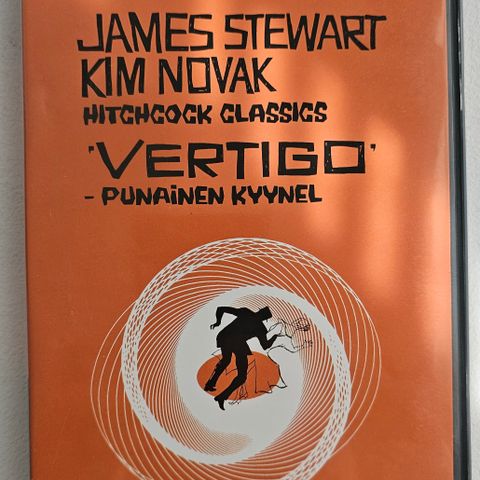 JAMES STEWART
KIM NOVAK
HITCHCOCK CLASSICS
'VERTIGO'
- PUNAiNEN KYYNEL